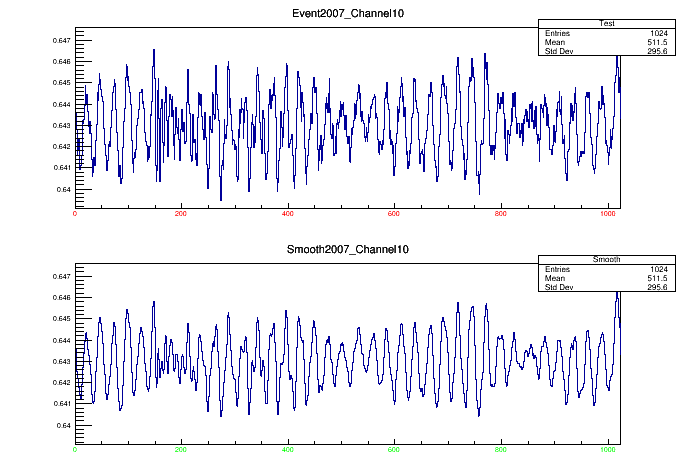 Event2007_Channel10
Test
Entries 1024
Mean 511.5
Std Dev 295.6
0.647
0.646
0.645
0.644
0.643
0.642
0.641
0.64
0 200 400 600 800 1000
Smooth2007_Channel10
Smooth
Entries 1024
Mean 511.5
Std Dev 295.6
0.647
0.646
0.645
0.644
0.643
0.642
0.641
0.64
0 200 400 600 800 1000